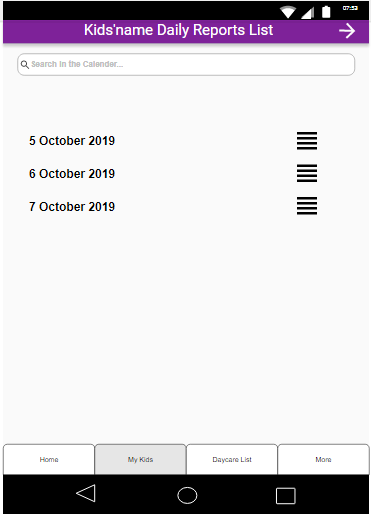 07:53
Kids'name Daily Reports List
Search in the Calender...
5 October 2019
6 October 2019
7 October 2019
Home
My Kids
Daycare List
More